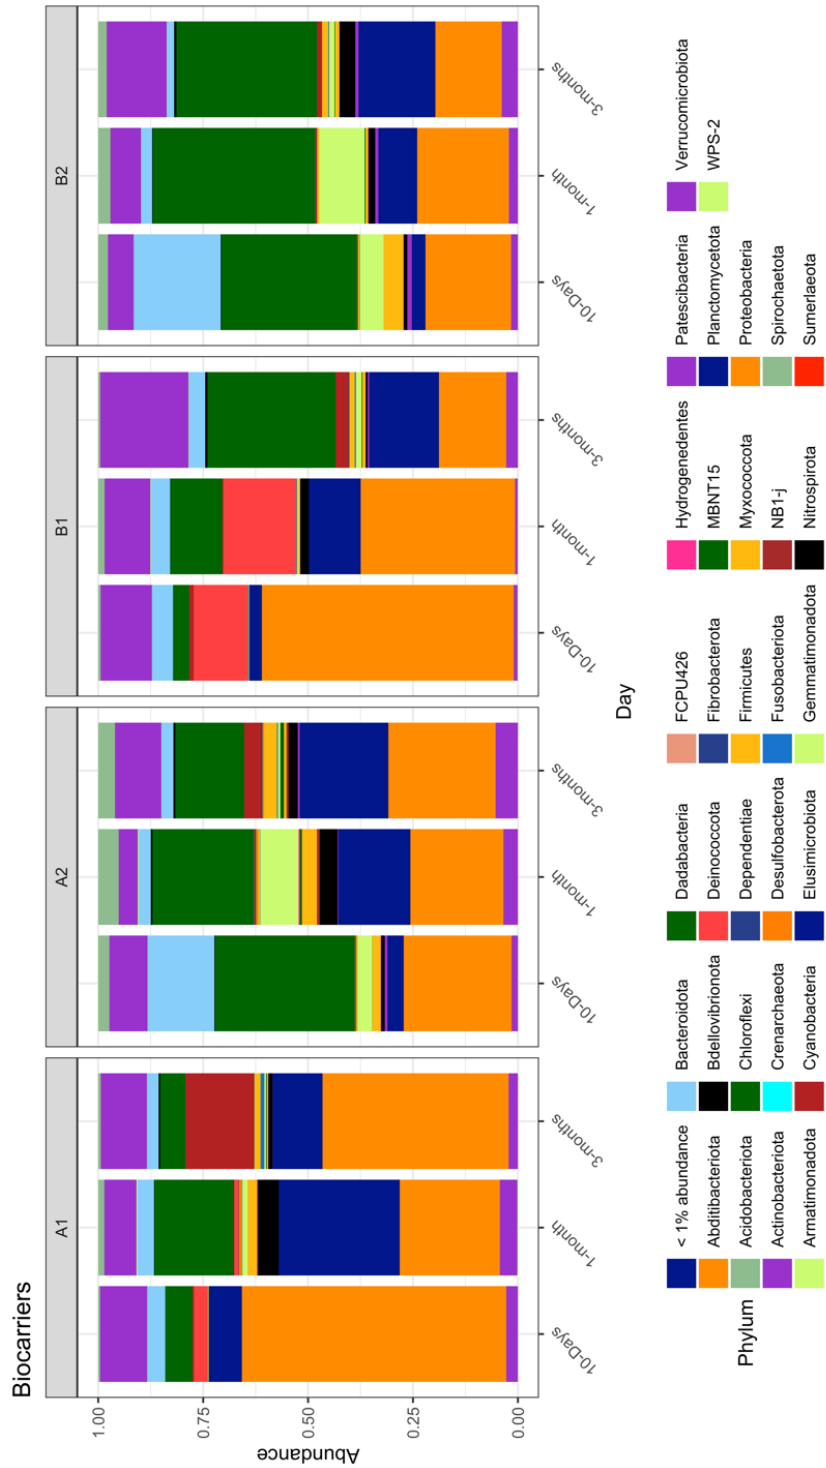 Biocarriers
A1
A2
B1
B2
1.00
0.75
0.50
0.25
0.00
Abundance
10-Days
1-month
3-months
10-Days
1-month
3-months
10-Days
1-month
3-months
10-Days
1-month
3-months
Day
Phylum
< 1% abundance
Abditibacteriota
Acidobacteriota
Actinobacteriota
Armatimonadota
Bacteroidota
Bdellovibrionota
Chloroflexi
Crenarchaeota
Cyanobacteria
Dadabacteria
Deinococcota
Dependentiae
Desulfobacterota
Elusimicrobiota
FCPU426
Fibrobacterota
Firmicutes
Fusobacteriota
Gemmatimonadota
Hydrogenedentes
MBNT15
Myxococcota
NB1-j
Nitrospirota
Patescibacteria
Planctomycetota
Proteobacteria
Spirochaetota
Sumerlaeota
Verrucomicrobiota
WPS-2